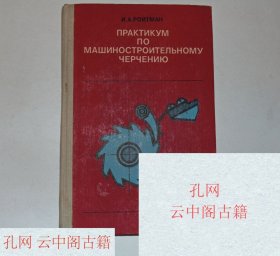 И.А.РОЙТМАН
ПРАКТИКУМ
ПО
МАШИНОСТРОИТЕЛЬНОМУ
ЧЕРЧЕНИЮ
孔网
云中阁古籍
孔网
云中阁古籍